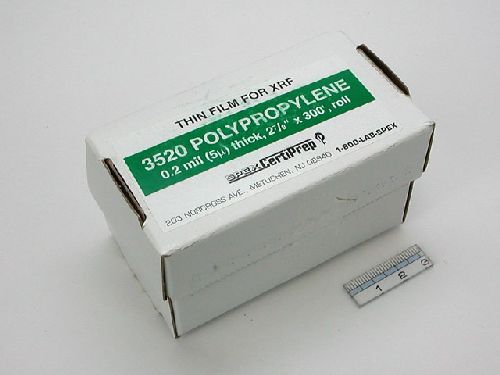 THIN FILM FOR XRF
3520 POLYPROPYLENE
0.2 mil (5µ) thick, 2⅞" x 300', roll
SPEX CertiPrep
203 NORCROSS AVE. METUCHEN, NJ 08840 1-800-LAB-SPEX
1 2 3